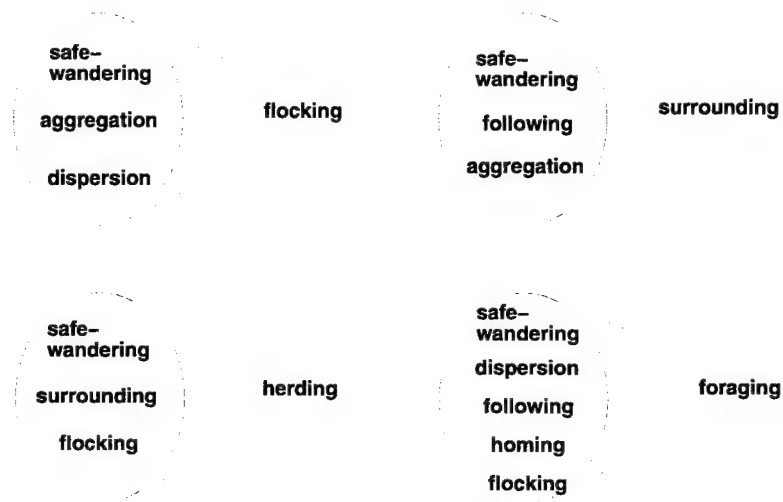 safe–
wandering
aggregation
dispersion
flocking
safe–
wandering
following
aggregation
surrounding
safe–
wandering
surrounding
flocking
herding
safe–
wandering
dispersion
following
homing
flocking
foraging